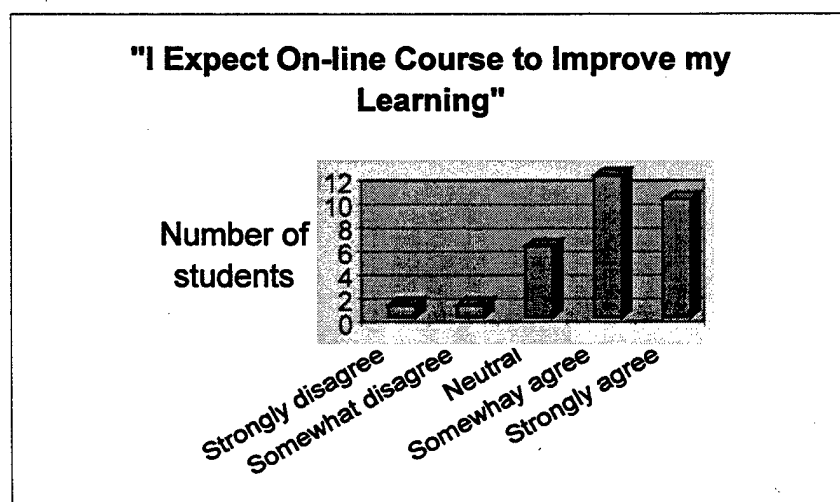 "I Expect On-line Course to Improve my
Learning"
12
10
8
6
4
2
0
Number of
students
Strongly disagree
Somewhat disagree
Neutral
Somewhay agree
Strongly agree